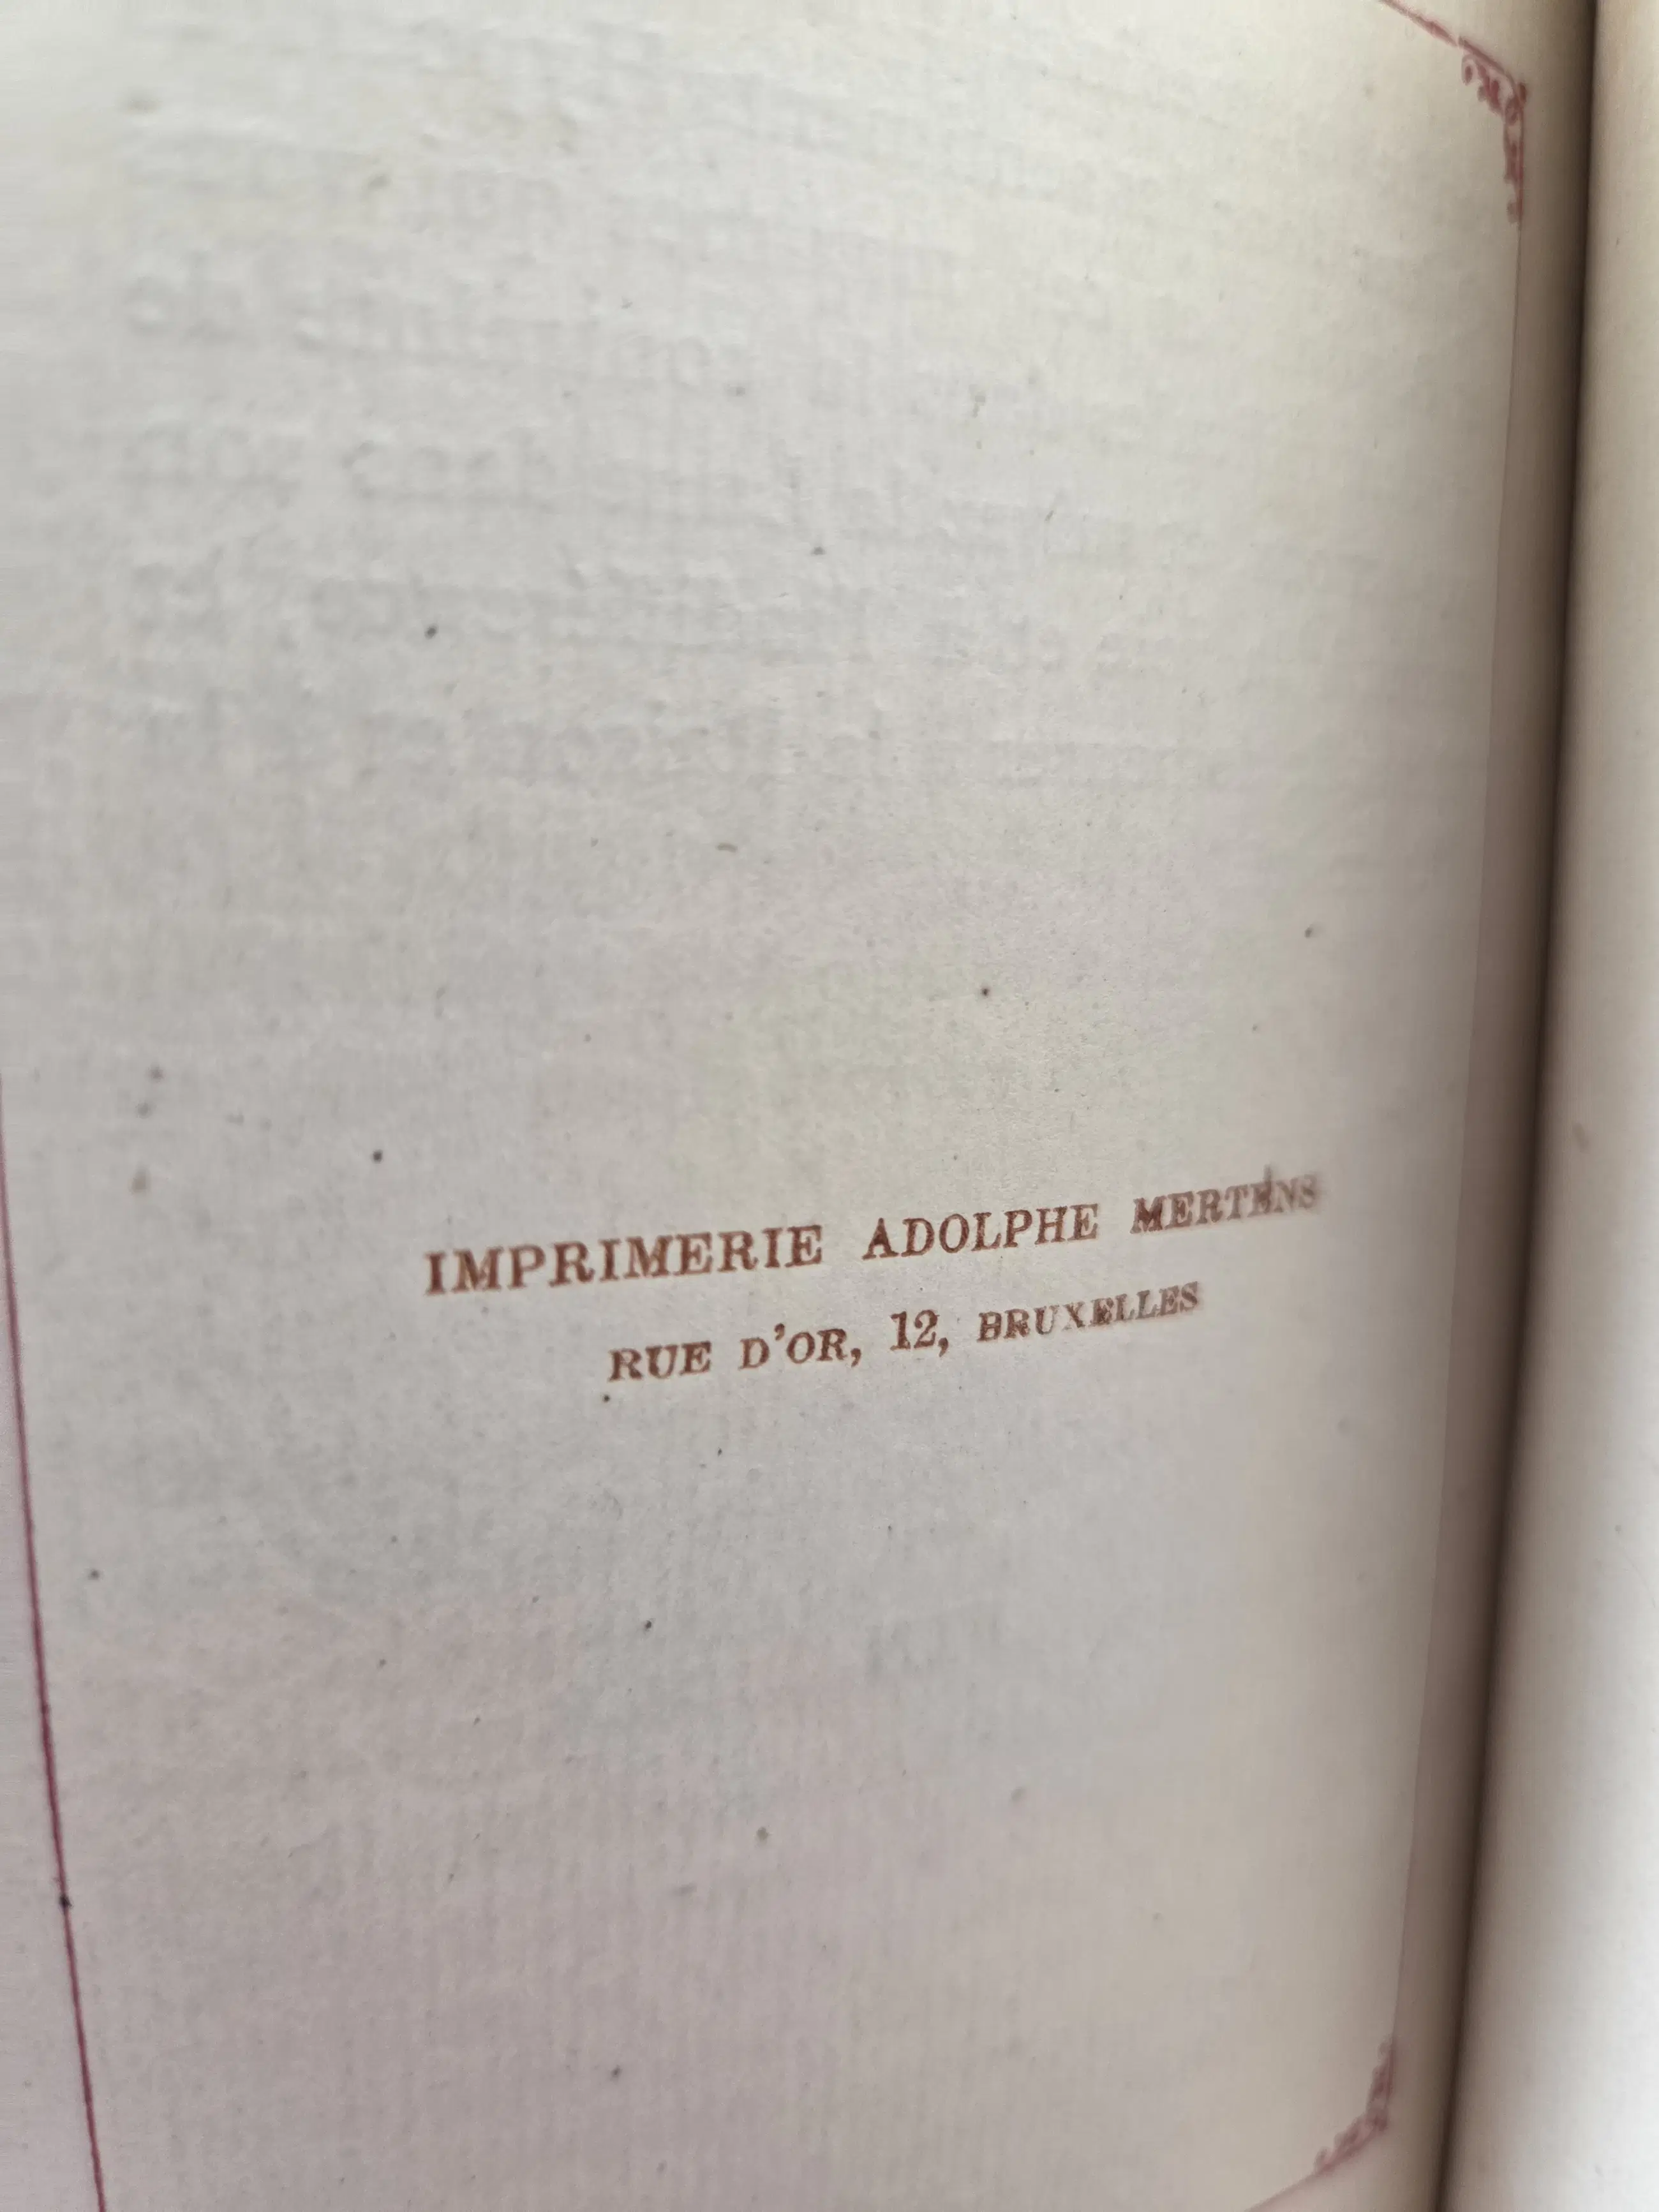 IMPRIMERIE ADOLPHE MERTENS
RUE D'OR, 12, BRUXELLES